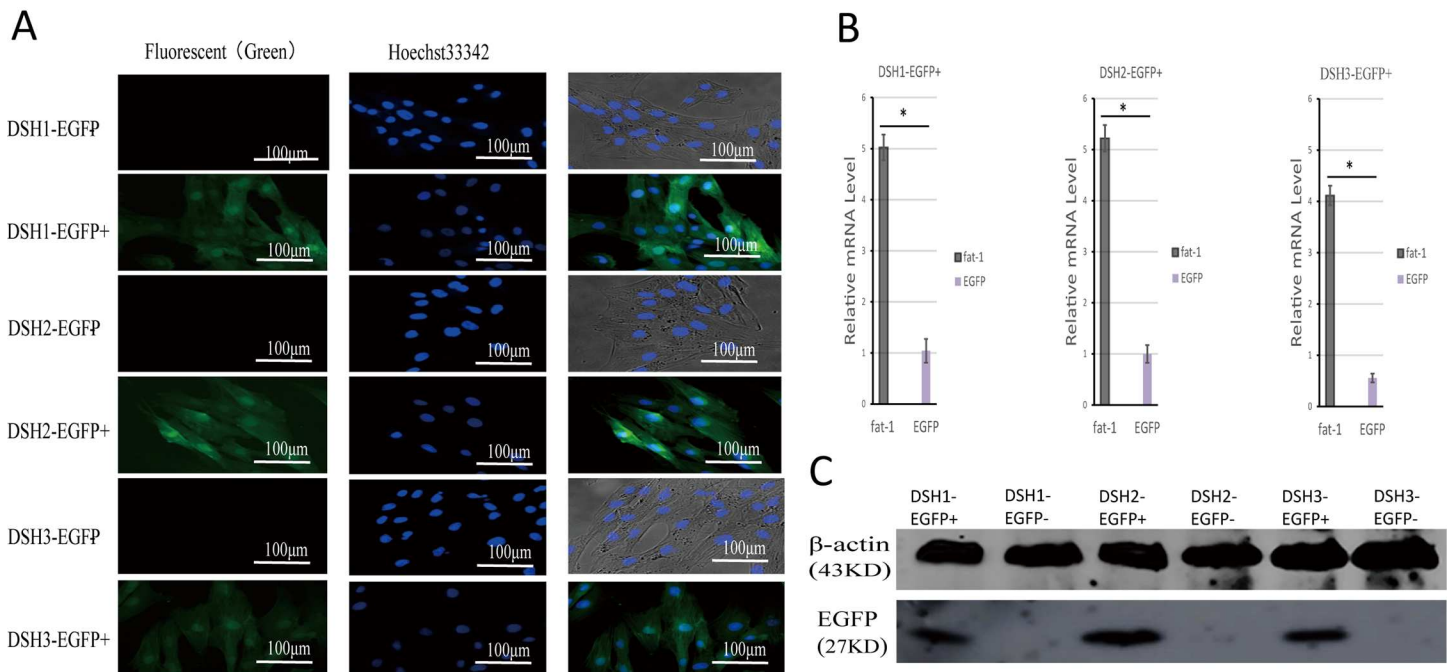 A
Fluorescent（Green） Hoechst33342
DSH1-EGFP-
100μm 100μm 100μm
DSH1-EGFP+
100μm 100μm 100μm
DSH2-EGFP-
100μm 100μm 100μm
DSH2-EGFP+
100μm 100μm 100μm
DSH3-EGFP-
100μm 100μm 100μm
DSH3-EGFP+
100μm 100μm 100μm
B
DSH1-EGFP+
Relative mRNA Level
6
5
4
3
2
1
0
*
fat-1 EGFP
fat-1
EGFP
DSH2-EGFP+
Relative mRNA Level
6
5
4
3
2
1
0
*
fat-1 EGFP
fat-1
EGFP
DSH3-EGFP+
Relative mRNA Level
6
5
4
3
2
1
0
*
fat-1 EGFP
fat-1
EGFP
C
DSH1- DSH1- DSH2- DSH2- DSH3- DSH3-
EGFP+ EGFP- EGFP+ EGFP- EGFP+ EGFP-
β-actin
(43KD)
EGFP
(27KD)